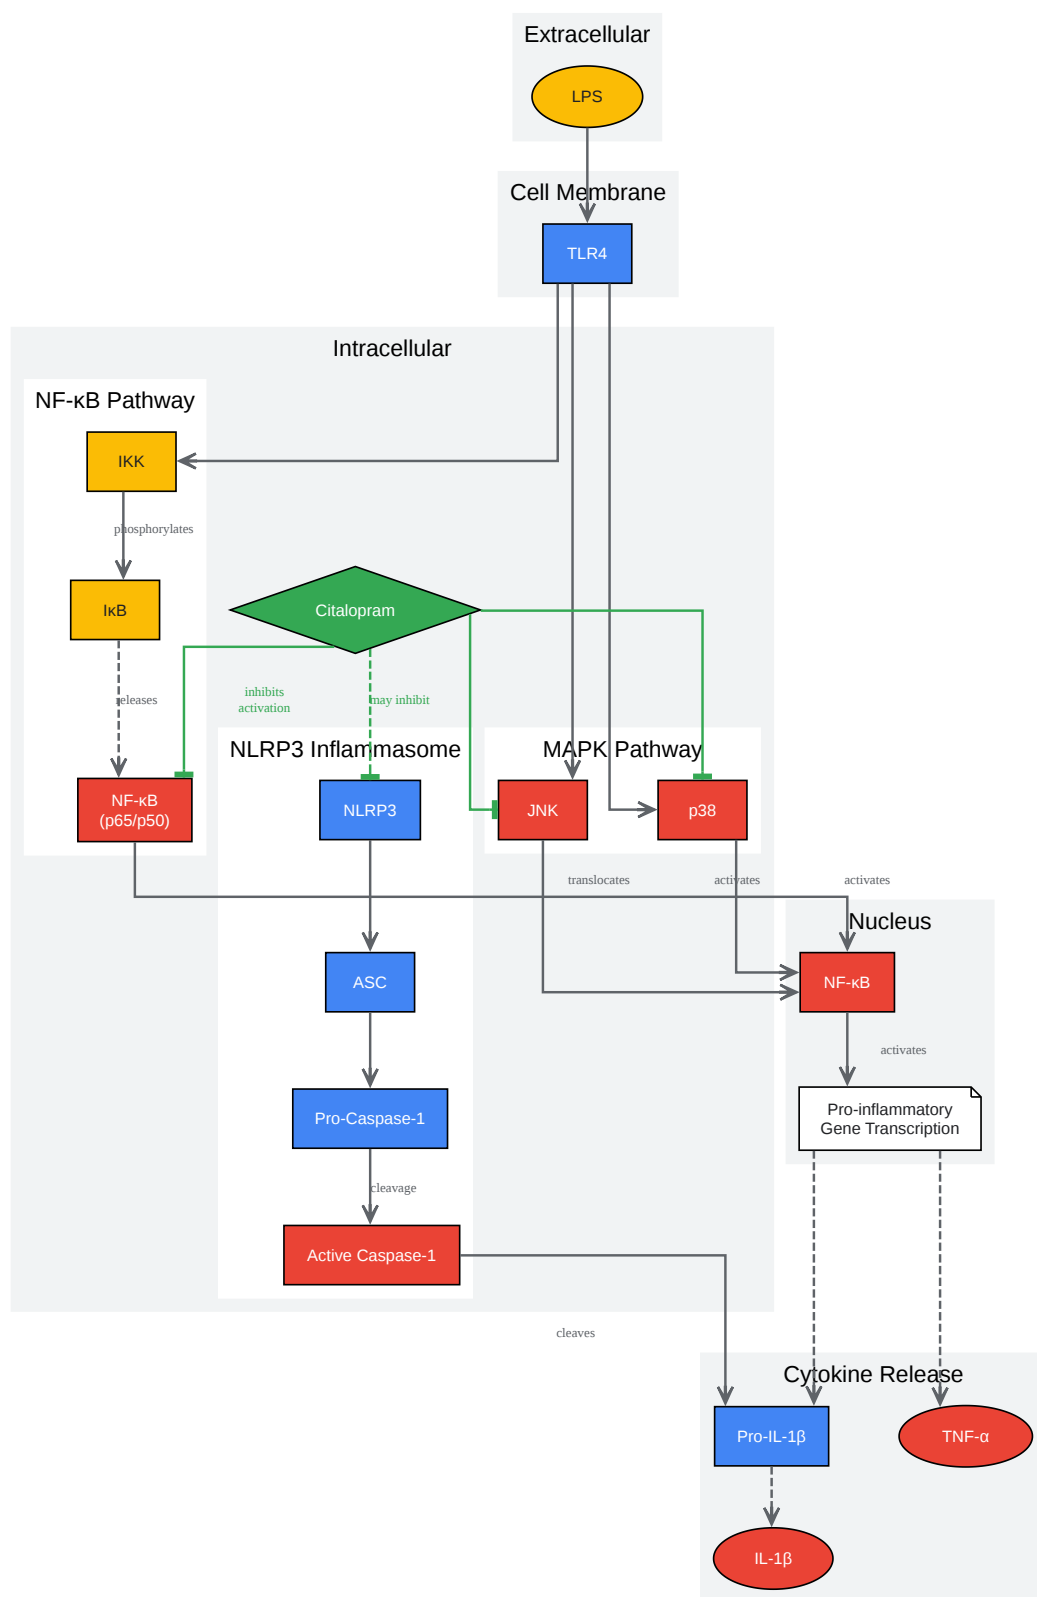 Extracellular
LPS
Cell Membrane
TLR4
Intracellular
NF-κB Pathway
IKK
phosphorylates
IκB
Citalopram
releases
inhibits
activation
may inhibit
NLRP3 Inflammasome
MAPK Pathway
NF-κB
(p65/p50)
NLRP3
JNK
p38
translocates
activates
activates
Nucleus
ASC
NF-κB
activates
Pro-Caspase-1
Pro-inflammatory
Gene Transcription
cleavage
Active Caspase-1
cleaves
Cytokine Release
Pro-IL-1β
TNF-α
IL-1β